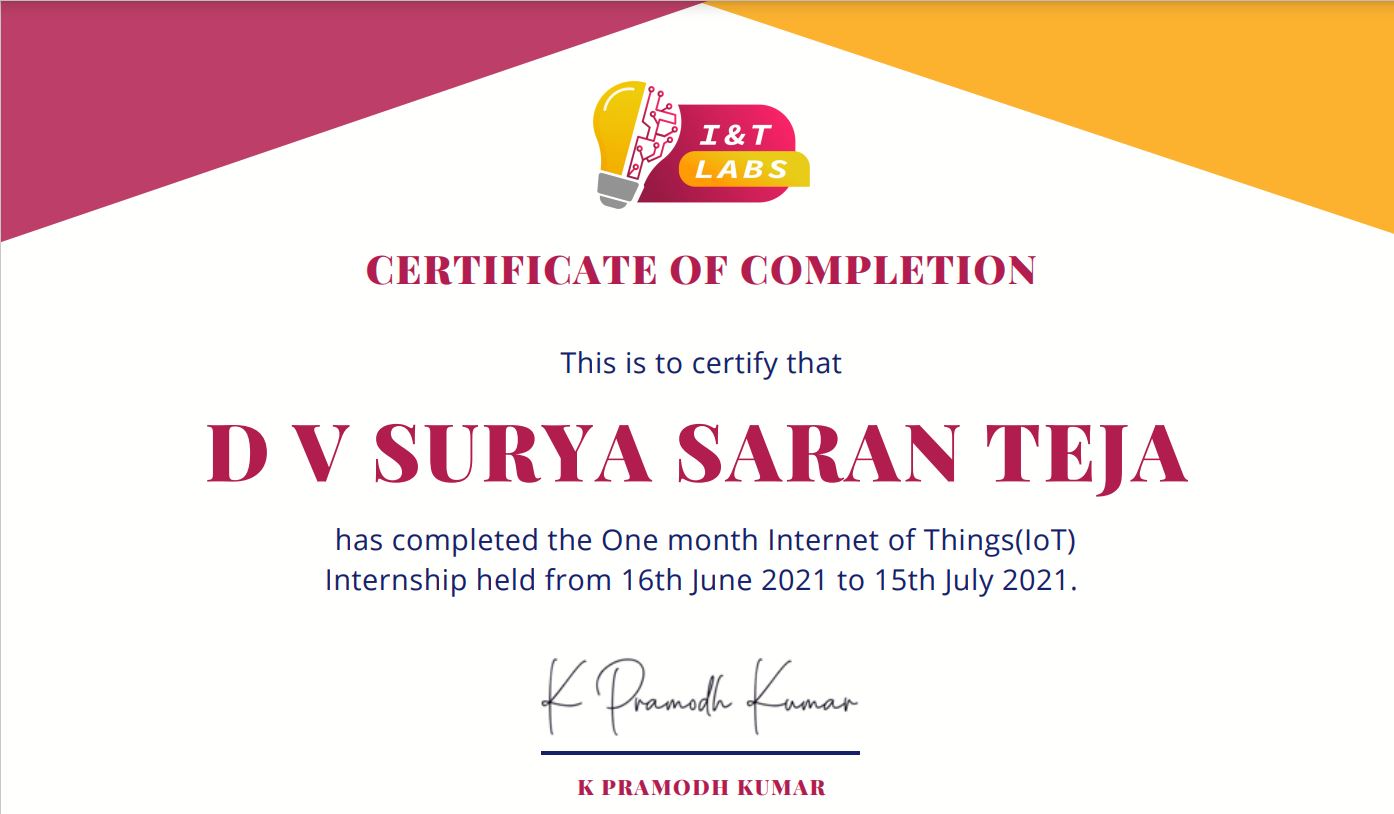 I&T
LABS
CERTIFICATE OF COMPLETION
This is to certify that
D V SURYA SARAN TEJA
has completed the One month Internet of Things(IoT)
Internship held from 16th June 2021 to 15th July 2021.
K Pramodh Kumar
K PRAMODH KUMAR